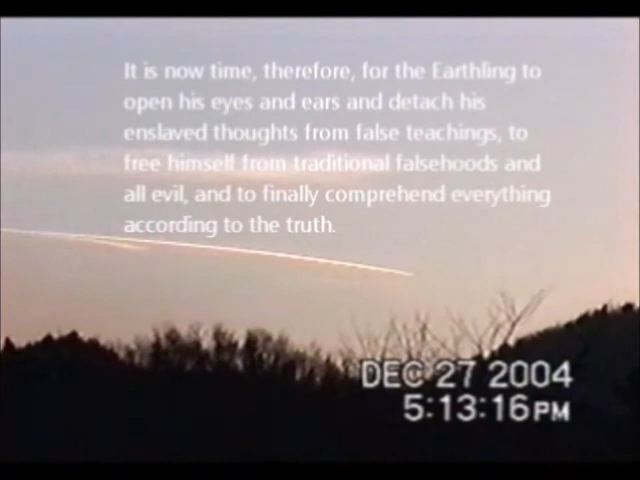 It is now time, therefore, for the Earthling to
open his eyes and ears and detach his
enslaved thoughts from false teachings, to
free himself from traditional falsehoods and
all evil, and to finally comprehend everything
according to the truth.
DEC 27 2004
5:13:16PM